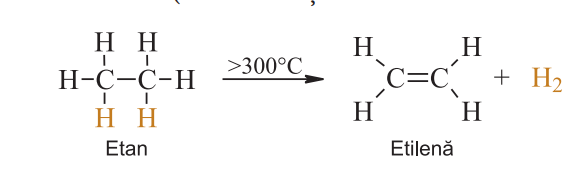 H H H H
H–C–C–H >300°C C=C + H₂
H H H H
Etan Etilenă